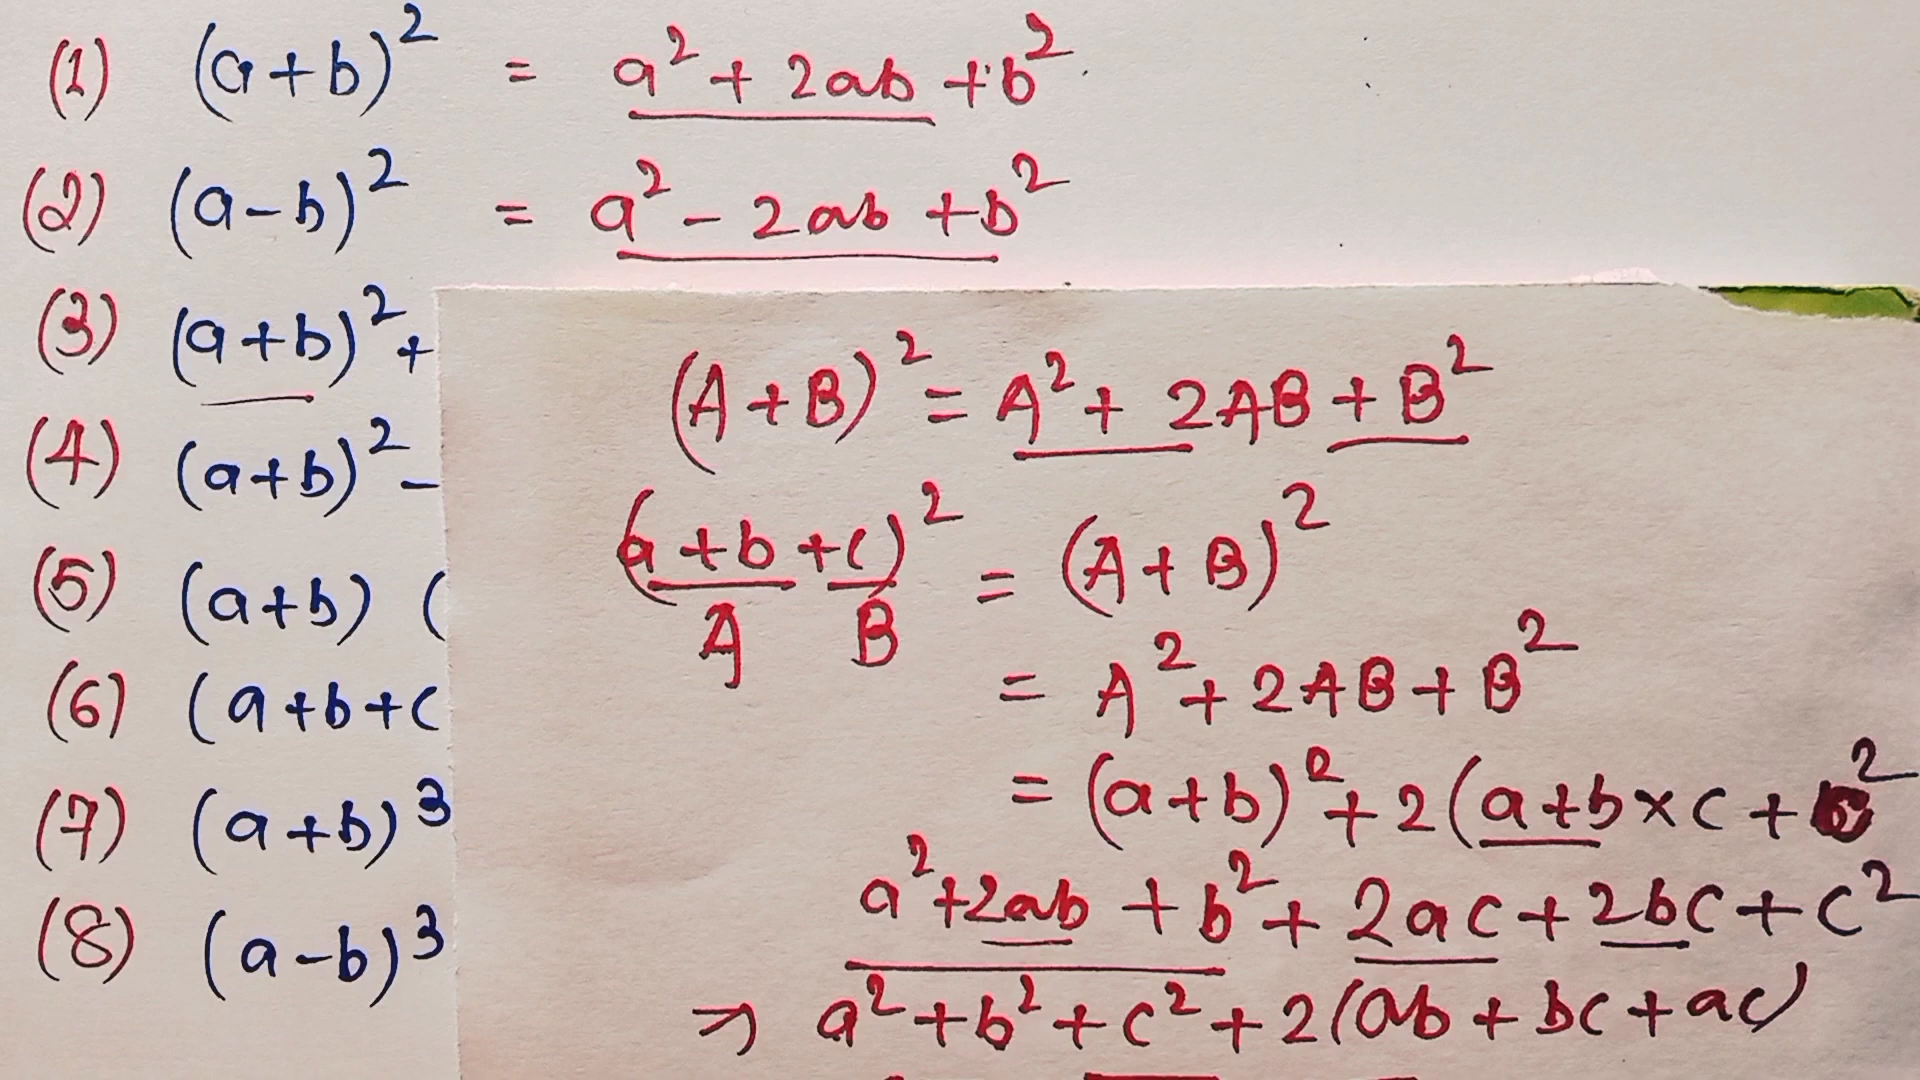 (1) (a+b)² = a² + 2ab + b²
(2) (a-b)² = a² - 2ab + b²
(3) (a+b)² +
(4) (a+b)² -
(5) (a+b) (
(6) (a+b+c
(7) (a+b)³
(8) (a-b)³
(A+B)² = A² + 2AB + B²
(a+b+c)² = (A+B)²
A B
= A² + 2AB + B²
= (a+b)² + 2(a+b×c + ²
a² + 2ab + b² + 2ac + 2bc + c²
⇒ a² + b² + c² + 2(ab + bc + ac)